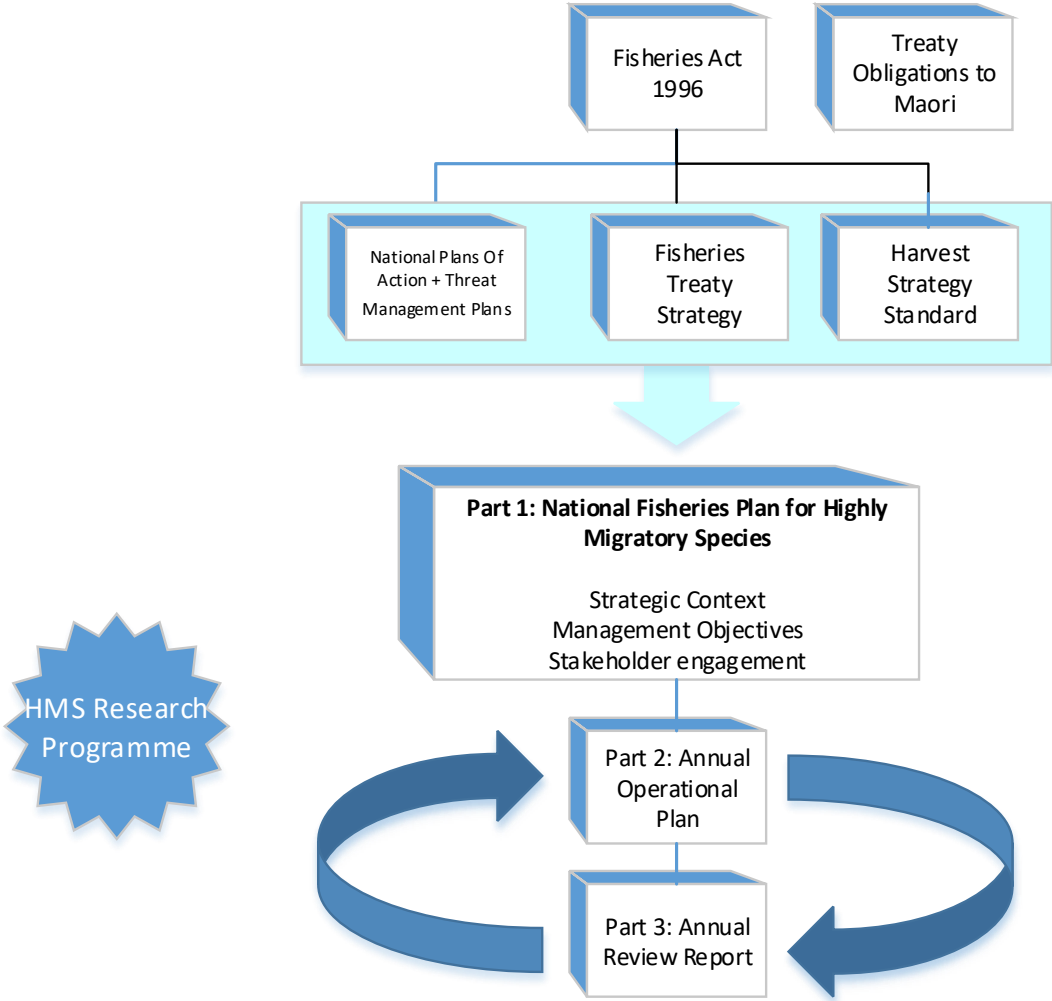 Fisheries Act
1996
Treaty
Obligations to
Maori
National Plans Of
Action + Threat
Management Plans
Fisheries
Treaty
Strategy
Harvest
Strategy
Standard
Part 1: National Fisheries Plan for Highly
Migratory Species
Strategic Context
Management Objectives
Stakeholder engagement
HMS Research
Programme
Part 2: Annual
Operational
Plan
Part 3: Annual
Review Report